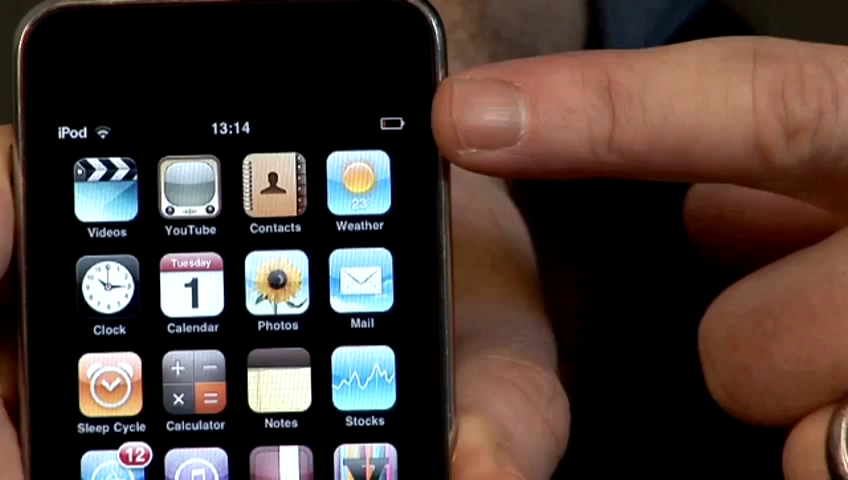 iPod 13:14
23°
Videos YouTube Contacts Weather
Tuesday
1
Clock Calendar Photos Mail
Sleep Cycle Calculator Notes Stocks
12